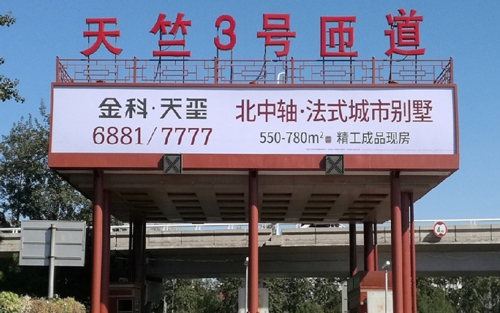 天竺3号匝道
金科·天玺 北中轴·法式城市别墅
6881/7777 550-780m² 精工成品现房